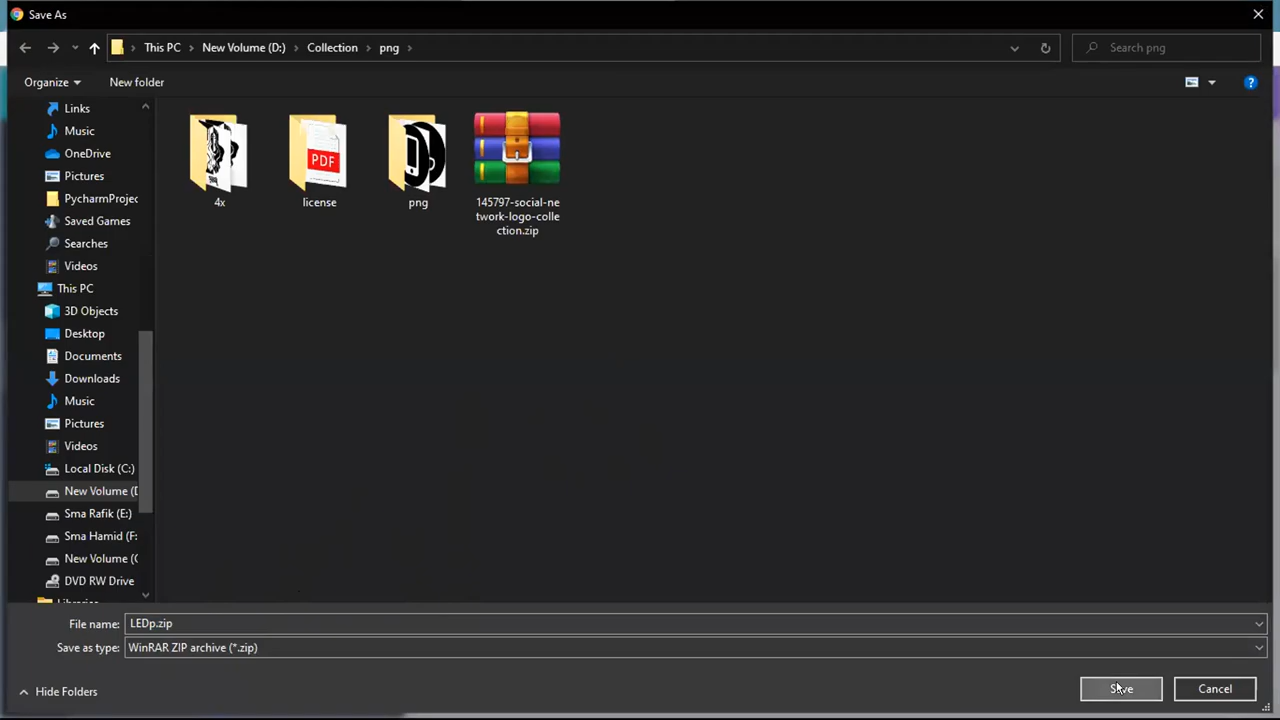 Save As
This PC
New Volume (D:)
Collection
png
Search png
Organize
New folder
?
Links
Music
OneDrive
Pictures
PycharmProjec
Saved Games
Searches
Videos
This PC
3D Objects
Desktop
Documents
Downloads
Music
Pictures
Videos
Local Disk (C:)
New Volume (D
Sma Rafik (E:)
Sma Hamid (F:
New Volume (G
DVD RW Drive
Libraries
PDF
4x
license
png
145797-social-ne
twork-logo-colle
ction.zip
File name:
LEDp.zip
Save as type:
WinRAR ZIP archive (*.zip)
Hide Folders
Save
Cancel